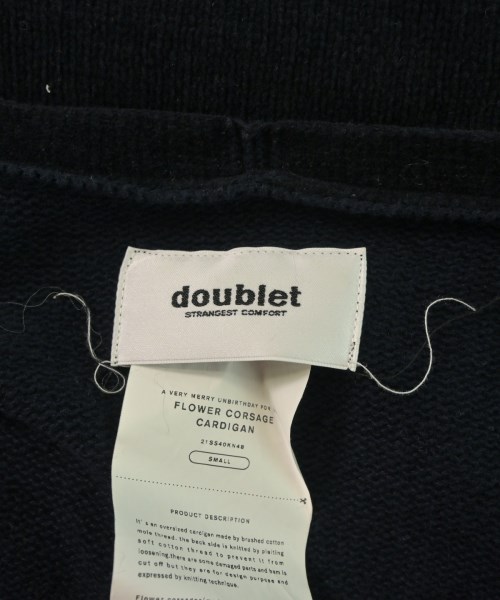 doublet
STRANGEST COMFORT
A VERY MERRY UNBIRTHDAY FOR
FLOWER CORSAGE
CARDIGAN
21SS40KN48
SMALL
PRODUCT DESCRIPTION
It's an oversized cardigan made by brushed cotton
mole thread. the back side is knitted by plaiting
soft cotton thread to prevent it from
loosening.there are some damaged parts and hem is
cut off but they are for design purpose and
expressed by knitting technique.
Flower